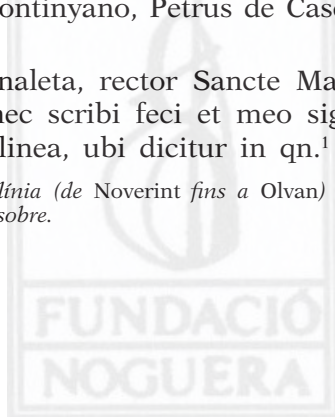 ontinyano, Petrus de Cas
naleta, rector Sancte Ma
nec scribi feci et meo sig
linea, ubi dicitur in qn.¹
línia (de Noverint fins a Olvan)
sobre.
FUNDACIÓ
NOGUERA